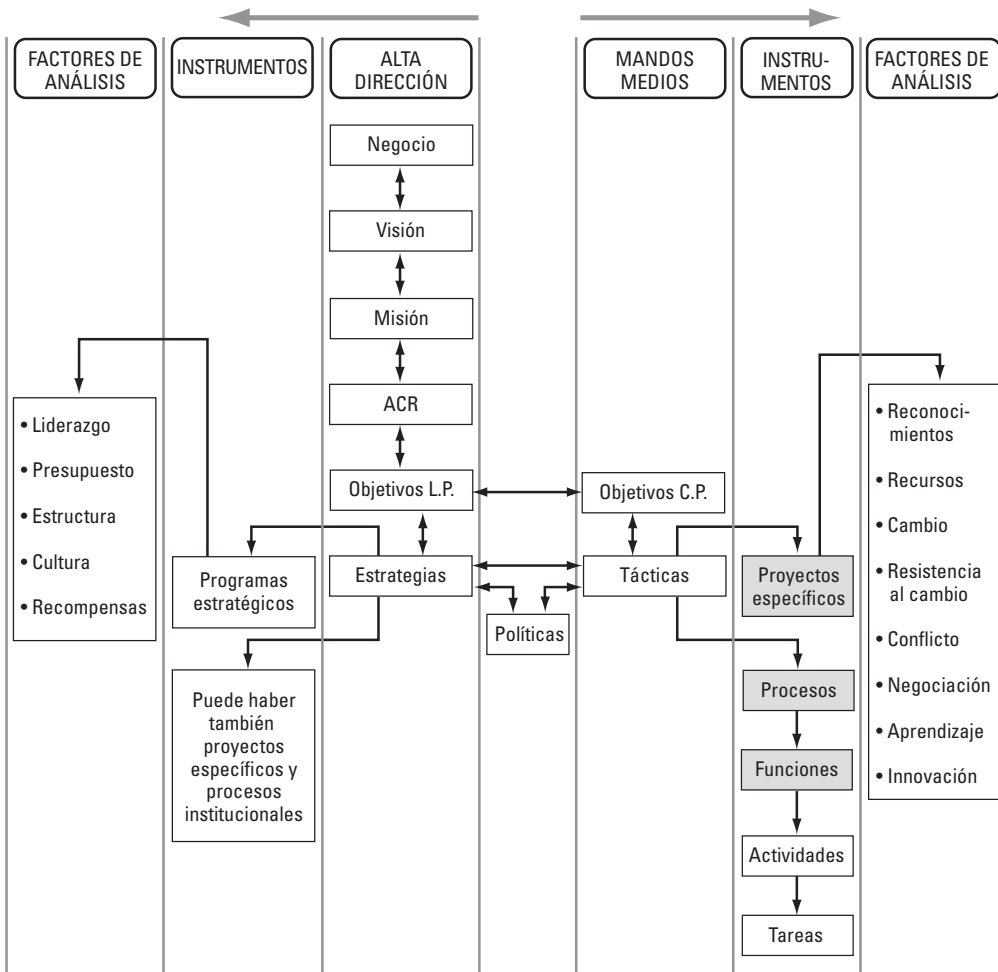 FACTORES DE
ANÁLISIS
INSTRUMENTOS
ALTA
DIRECCIÓN
MANDOS
MEDIOS
INSTRU-
MENTOS
FACTORES DE
ANÁLISIS
Negocio
Visión
Misión
ACR
Objetivos L.P.
Estrategias
Programas
estratégicos
Puede haber
también
proyectos
específicos y
procesos
institucionales
• Liderazgo
• Presupuesto
• Estructura
• Cultura
• Recompensas
Políticas
Objetivos C.P.
Tácticas
Proyectos
específicos
Procesos
Funciones
Actividades
Tareas
• Reconoci-
mientos
• Recursos
• Cambio
• Resistencia
al cambio
• Conflicto
• Negociación
• Aprendizaje
• Innovación